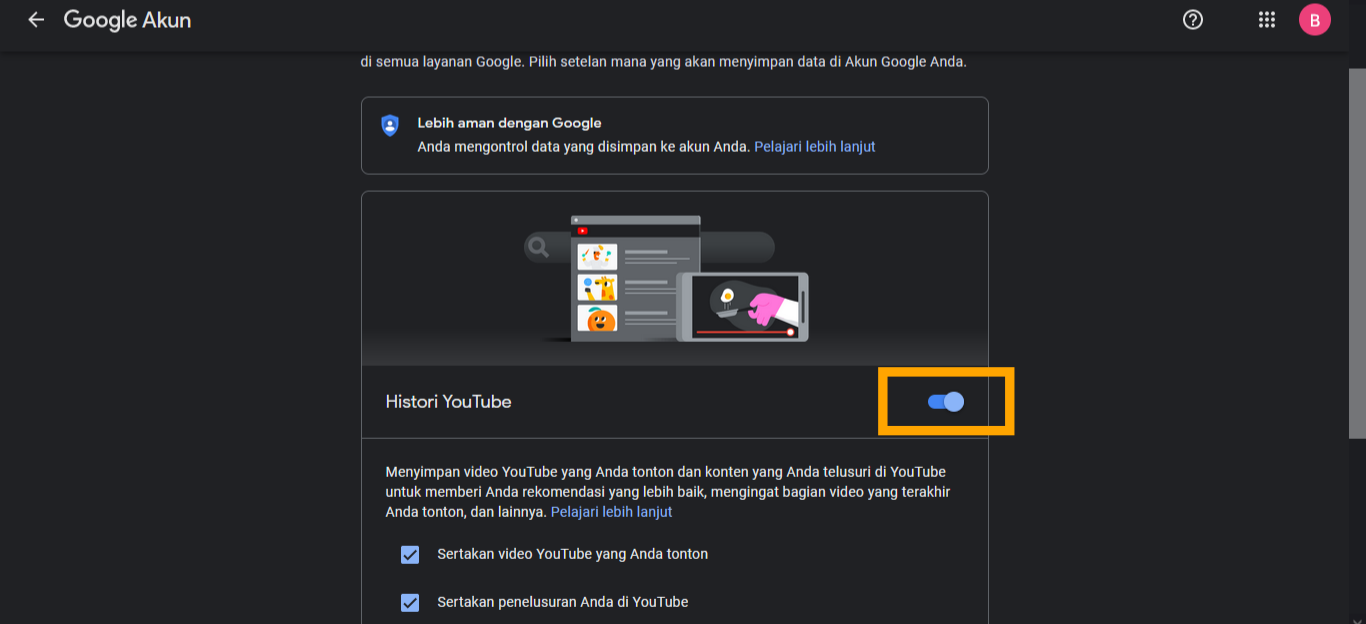 Google Akun
B
di semua layanan Google. Pilih setelan mana yang akan menyimpan data di Akun Google Anda.
Lebih aman dengan Google
Anda mengontrol data yang disimpan ke akun Anda. Pelajari lebih lanjut
Histori YouTube
Menyimpan video YouTube yang Anda tonton dan konten yang Anda telusuri di YouTube
untuk memberi Anda rekomendasi yang lebih baik, mengingat bagian video yang terakhir
Anda tonton, dan lainnya. Pelajari lebih lanjut
Sertakan video YouTube yang Anda tonton
Sertakan penelusuran Anda di YouTube